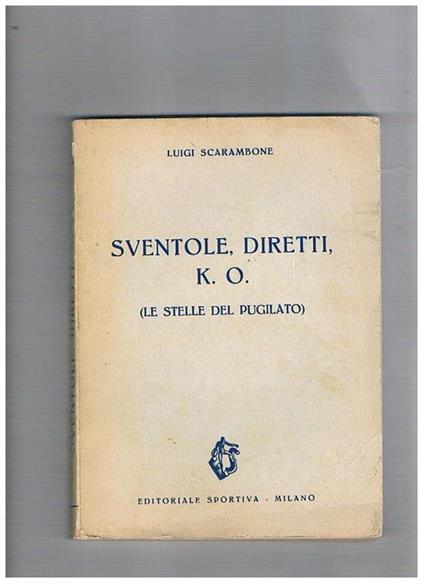 LUIGI SCARAMBONE
SVENTOLE, DIRETTI,
K. O.
(LE STELLE DEL PUGILATO)
EDITORIALE SPORTIVA - MILANO